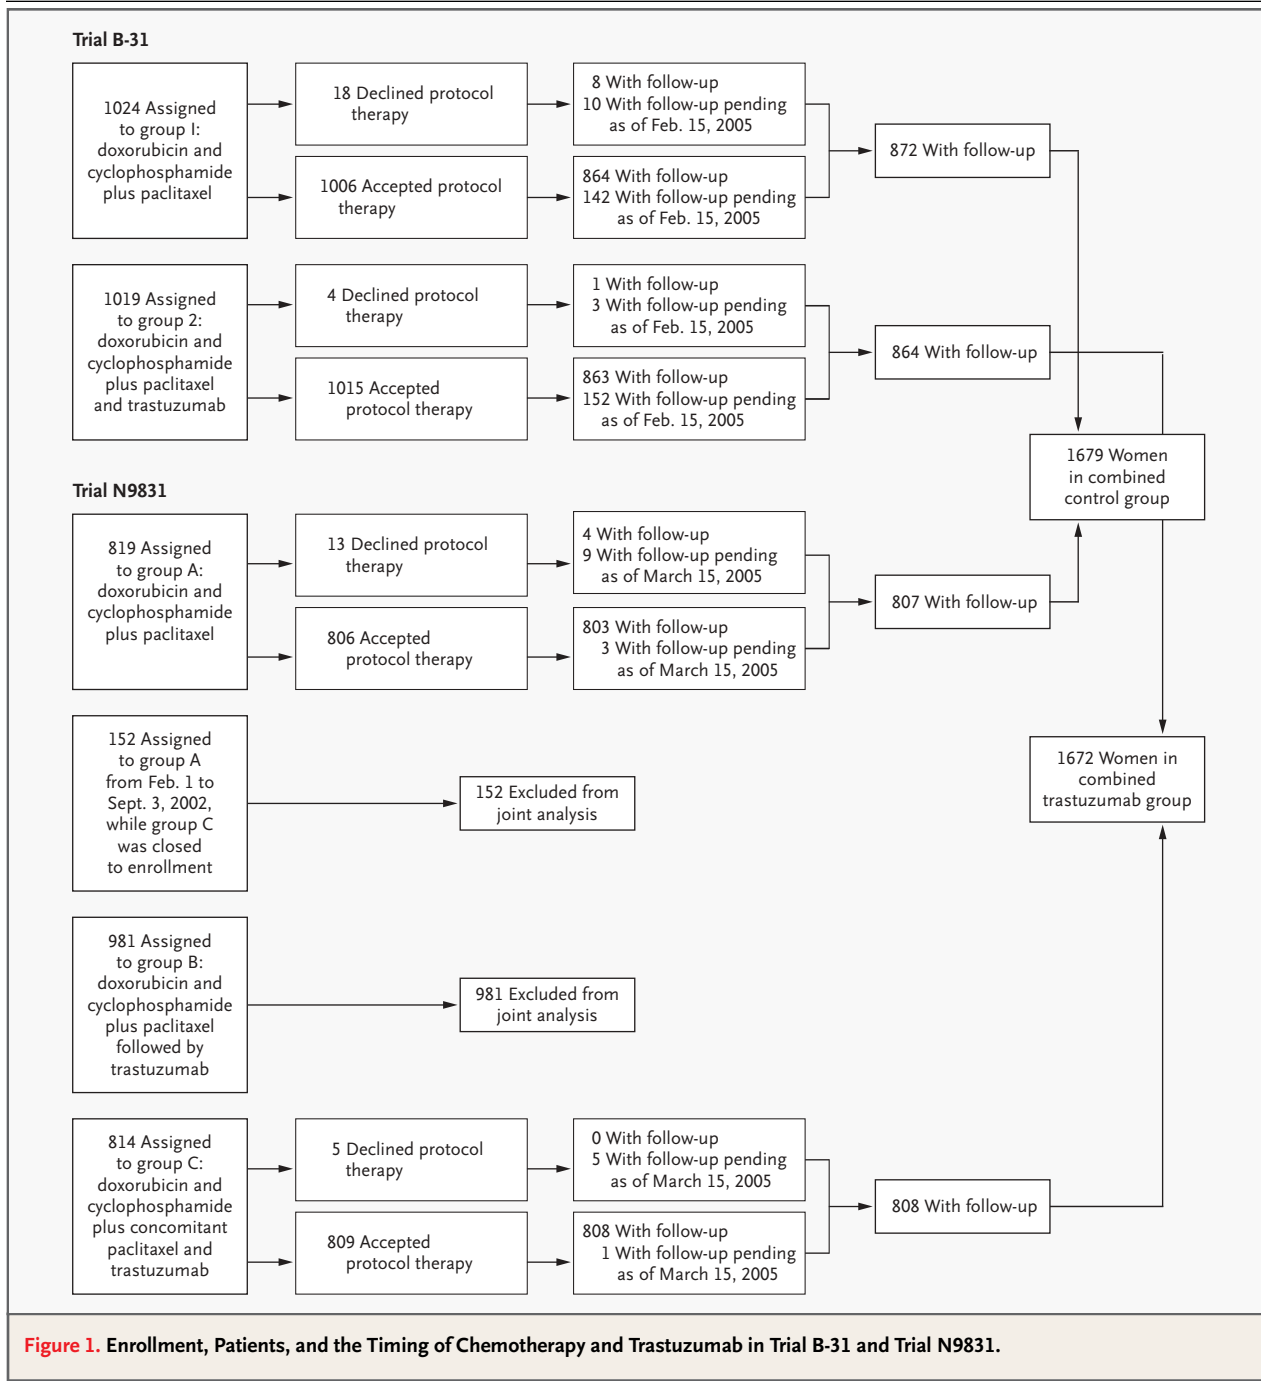 Trial B-31
1024 Assigned
to group I:
doxorubicin and
cyclophosphamide
plus paclitaxel
18 Declined protocol
therapy
8 With follow-up
10 With follow-up pending
as of Feb. 15, 2005
1006 Accepted protocol
therapy
864 With follow-up
142 With follow-up pending
as of Feb. 15, 2005
872 With follow-up
1019 Assigned
to group 2:
doxorubicin and
cyclophosphamide
plus paclitaxel
and trastuzumab
4 Declined protocol
therapy
1 With follow-up
3 With follow-up pending
as of Feb. 15, 2005
1015 Accepted
protocol therapy
863 With follow-up
152 With follow-up pending
as of Feb. 15, 2005
864 With follow-up
1679 Women
in combined
control group
Trial N9831
819 Assigned
to group A:
doxorubicin and
cyclophosphamide
plus paclitaxel
13 Declined protocol
therapy
4 With follow-up
9 With follow-up pending
as of March 15, 2005
806 Accepted
protocol therapy
803 With follow-up
3 With follow-up pending
as of March 15, 2005
807 With follow-up
152 Assigned
to group A
from Feb. 1 to
Sept. 3, 2002,
while group C
was closed
to enrollment
152 Excluded from
joint analysis
1672 Women in
combined
trastuzumab group
981 Assigned
to group B:
doxorubicin and
cyclophosphamide
plus paclitaxel
followed by
trastuzumab
981 Excluded from
joint analysis
814 Assigned
to group C:
doxorubicin and
cyclophosphamide
plus concomitant
paclitaxel and
trastuzumab
5 Declined protocol
therapy
0 With follow-up
5 With follow-up pending
as of March 15, 2005
809 Accepted
protocol therapy
808 With follow-up
1 With follow-up pending
as of March 15, 2005
808 With follow-up
Figure 1. Enrollment, Patients, and the Timing of Chemotherapy and Trastuzumab in Trial B-31 and Trial N9831.